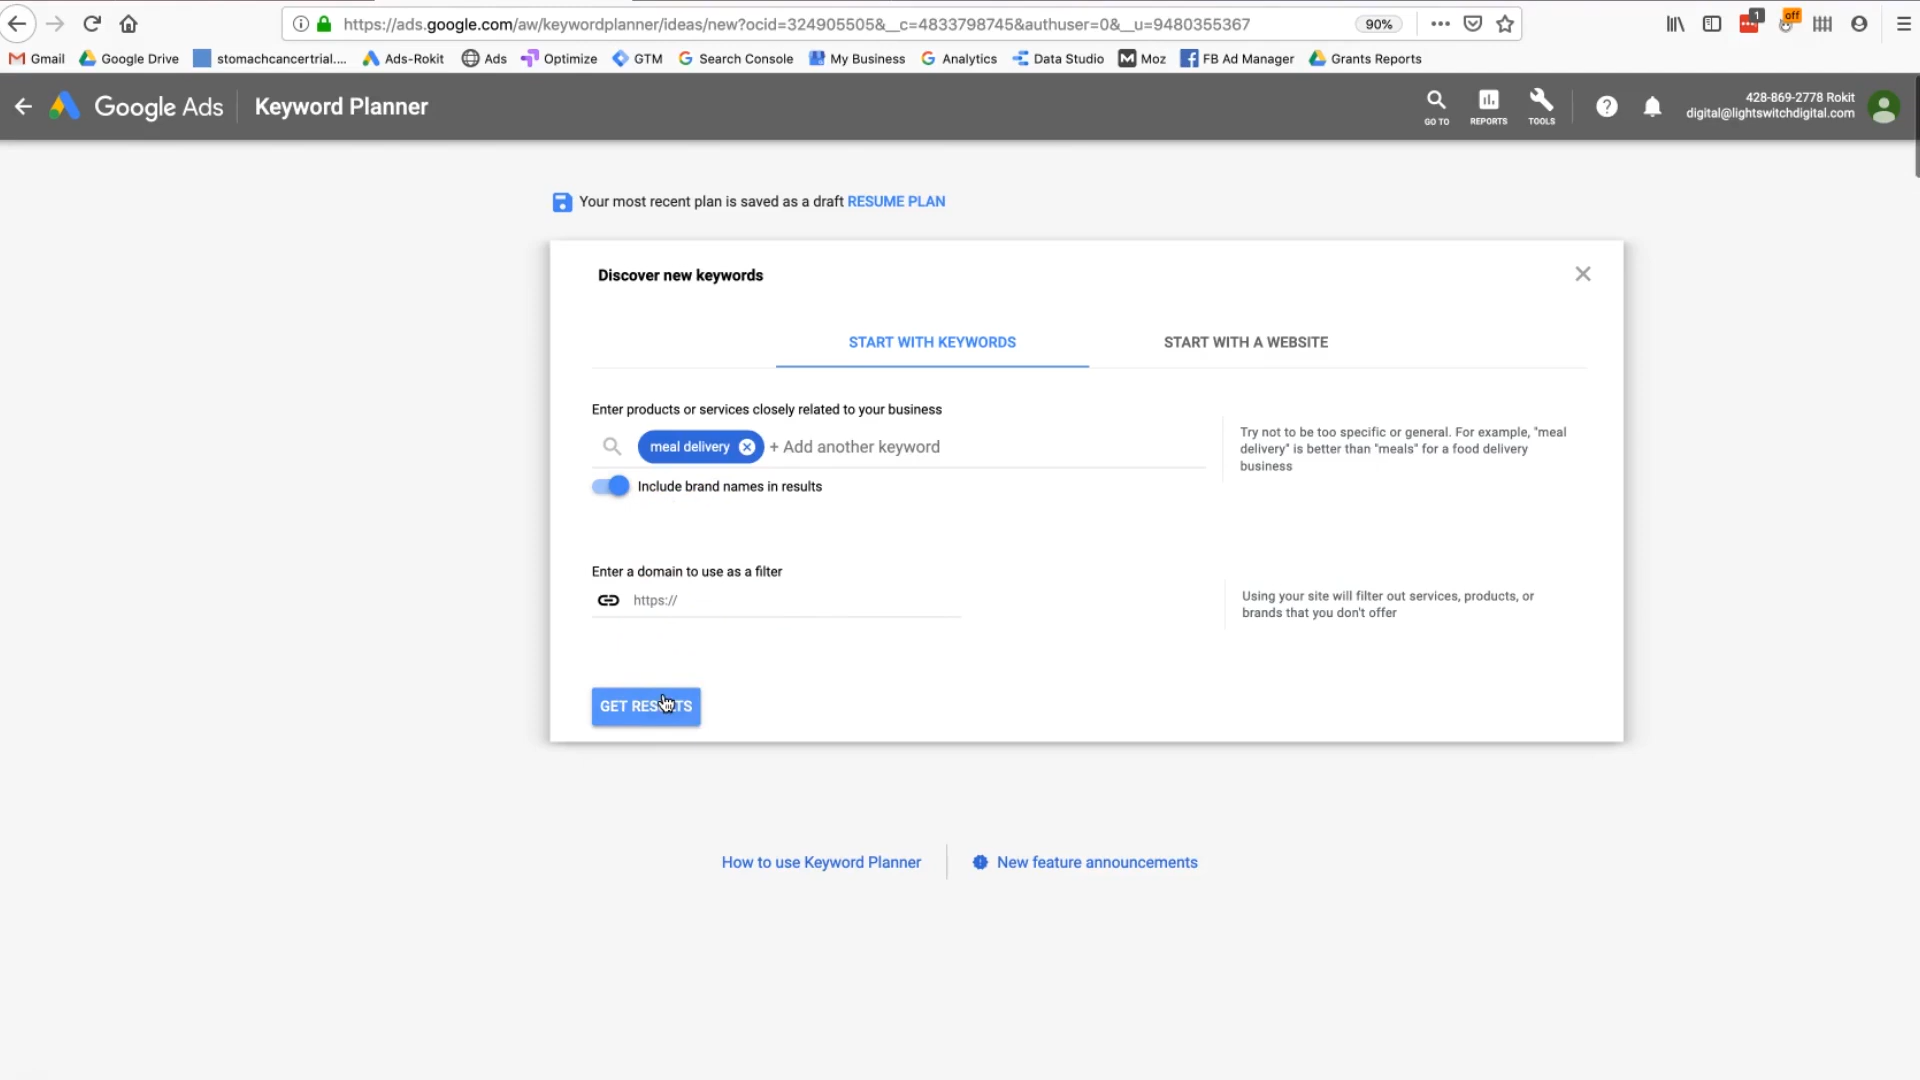 https://ads.google.com/aw/keywordplanner/ideas/new?ocid=324905505&__c=4833798745&authuser=0&__u=9480355367
90%
1
off
Gmail
Google Drive
stomachcancertrial....
Ads-Rokit
Ads
Optimize
GTM
Search Console
My Business
Analytics
Data Studio
Moz
FB Ad Manager
Grants Reports
Google Ads
Keyword Planner
GO TO
REPORTS
TOOLS
428-869-2778 Rokit
digital@lightswitchdigital.com
Your most recent plan is saved as a draft RESUME PLAN
Discover new keywords
START WITH KEYWORDS
START WITH A WEBSITE
Enter products or services closely related to your business
meal delivery
+ Add another keyword
Include brand names in results
Try not to be too specific or general. For example, "meal
delivery" is better than "meals" for a food delivery
business
Enter a domain to use as a filter
https://
Using your site will filter out services, products, or
brands that you don't offer
GET RESULTS
How to use Keyword Planner
New feature announcements